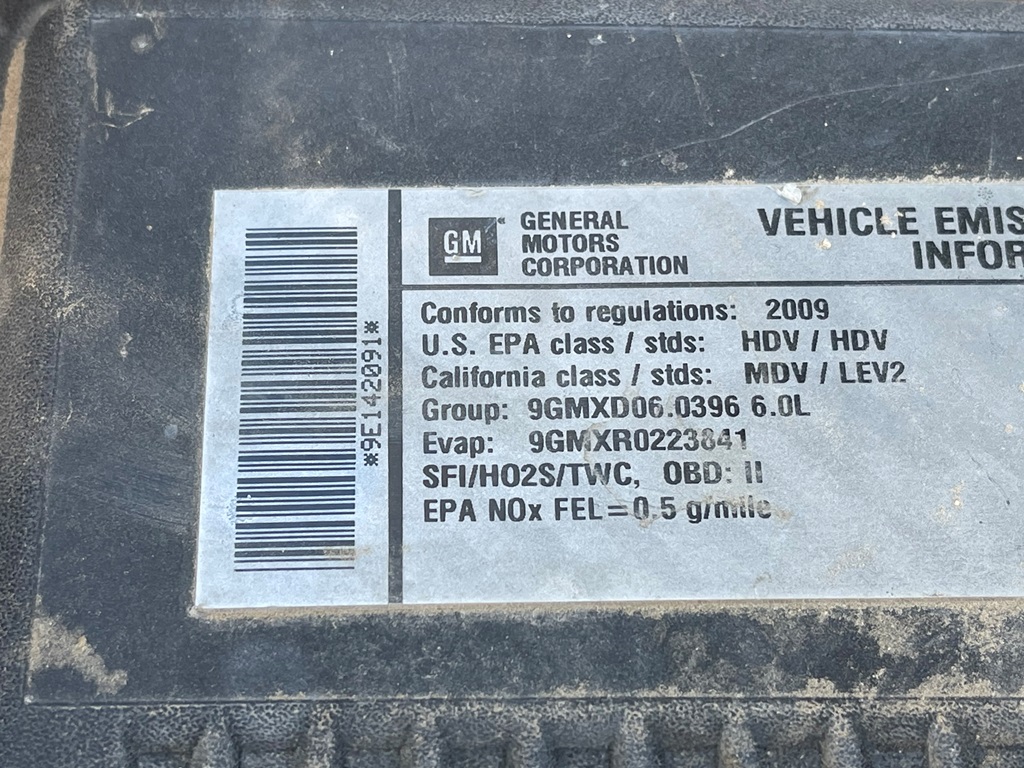 *9E142091*
GM
GENERAL
MOTORS
CORPORATION
VEHICLE EMIS
INFOR
Conforms to regulations: 2009
U.S. EPA class / stds: HDV / HDV
California class / stds: MDV / LEV2
Group: 9GMXD06.0396 6.0L
Evap: 9GMXR0223841
SFI/HO2S/TWC, OBD: II
EPA NOx FEL=0.5 g/mile